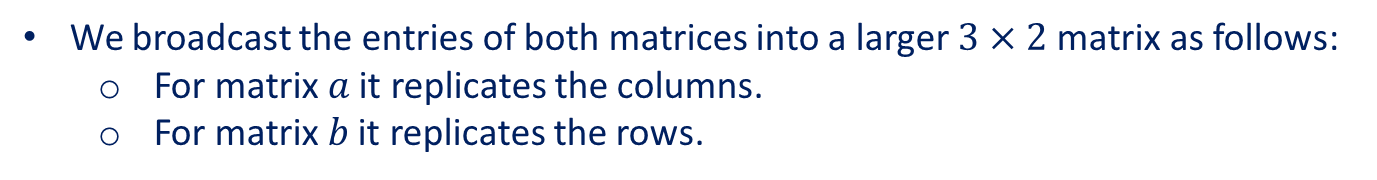 • We broadcast the entries of both matrices into a larger 3 × 2 matrix as follows:
○ For matrix a it replicates the columns.
○ For matrix b it replicates the rows.